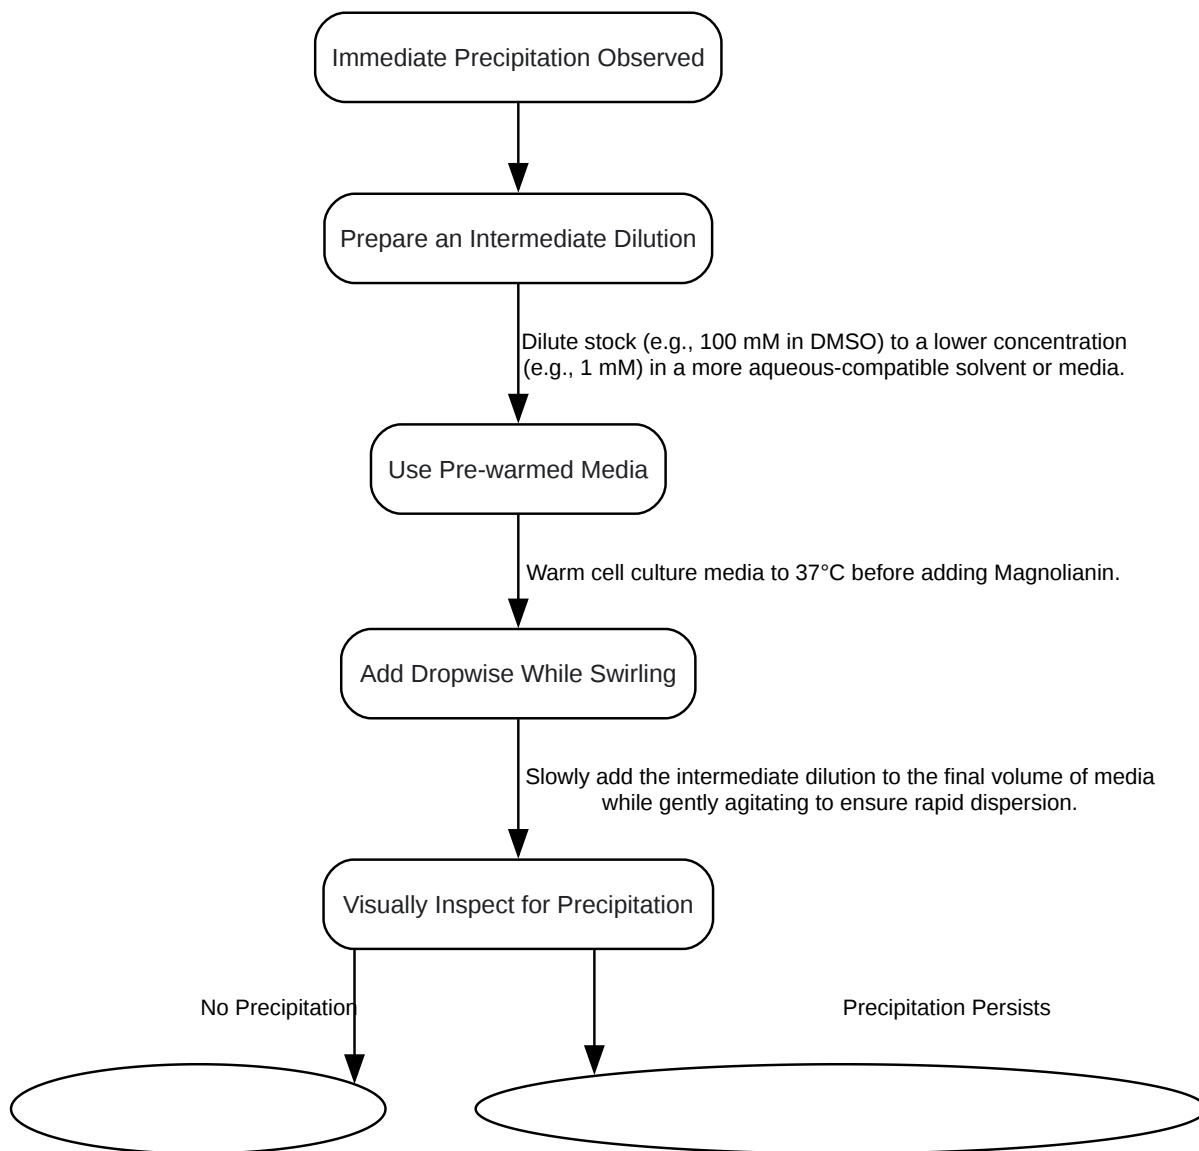 Immediate Precipitation Observed
Prepare an Intermediate Dilution
Dilute stock (e.g., 100 mM in DMSO) to a lower concentration
(e.g., 1 mM) in a more aqueous-compatible solvent or media.
Use Pre-warmed Media
Warm cell culture media to 37°C before adding Magnolianin.
Add Dropwise While Swirling
Slowly add the intermediate dilution to the final volume of media
while gently agitating to ensure rapid dispersion.
Visually Inspect for Precipitation
No Precipitation
Precipitation Persists